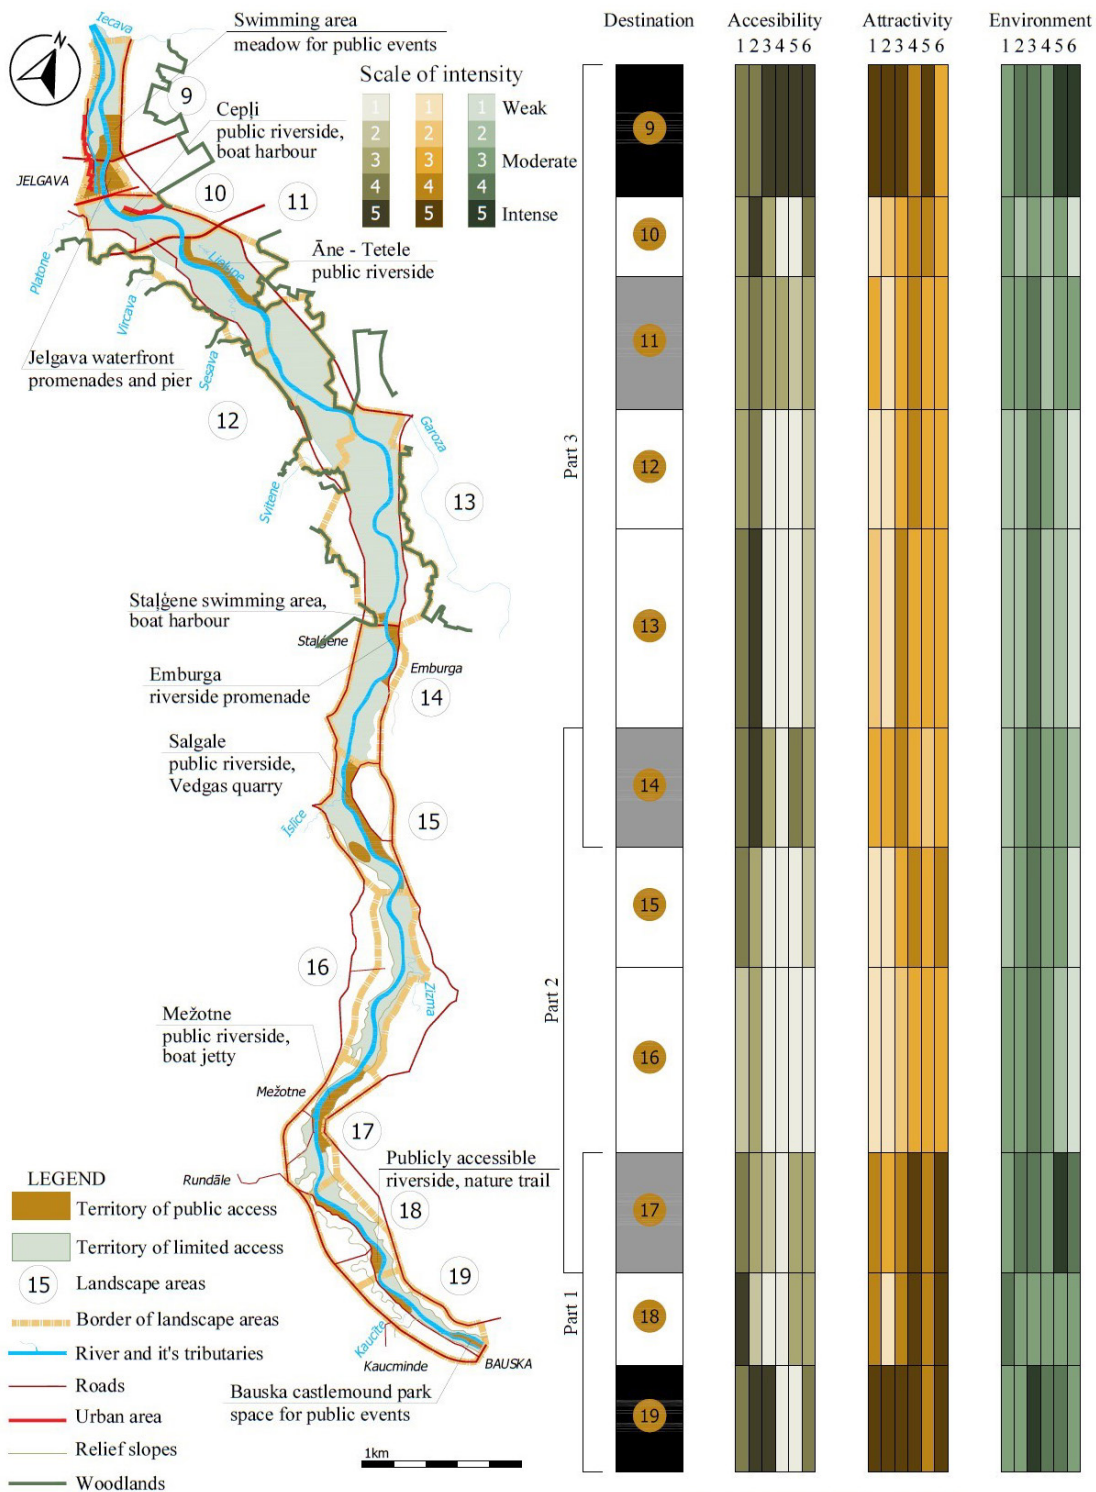 Iecava
N
Swimming area
meadow for public events
9
Cepļi
public riverside,
boat harbour
Scale of intensity
1 1 1 Weak
2 2 2
3 3 3 Moderate
4 4 4
5 5 5 Intense
JELGAVA
10
11
Āne - Tetele
public riverside
Lielupe
Platone
Vircava
Sesava
Jelgava waterfront
promenades and pier
12
Garoza
Svitene
13
Staļģene swimming area,
boat harbour
Staļģene
Emburga
riverside promenade
Emburga
14
Salgale
public riverside,
Vedgas quarry
Īslīce
15
16
Zizma
Mežotne
public riverside,
boat jetty
Mežotne
17
Publicly accessible
riverside, nature trail
Rundāle
18
19
Kaucīte
Kaucminde
BAUSKA
Bauska castlemound park
space for public events
1km
LEGEND
Territory of public access
Territory of limited access
15 Landscape areas
Border of landscape areas
River and it's tributaries
Roads
Urban area
Relief slopes
Woodlands
Destination Accesibility Attractivity Environment
1 2 3 4 5 6 1 2 3 4 5 6 1 2 3 4 5 6
9
10
11
Part 3
12
13
14
15
Part 2
16
17
Part 1
18
19